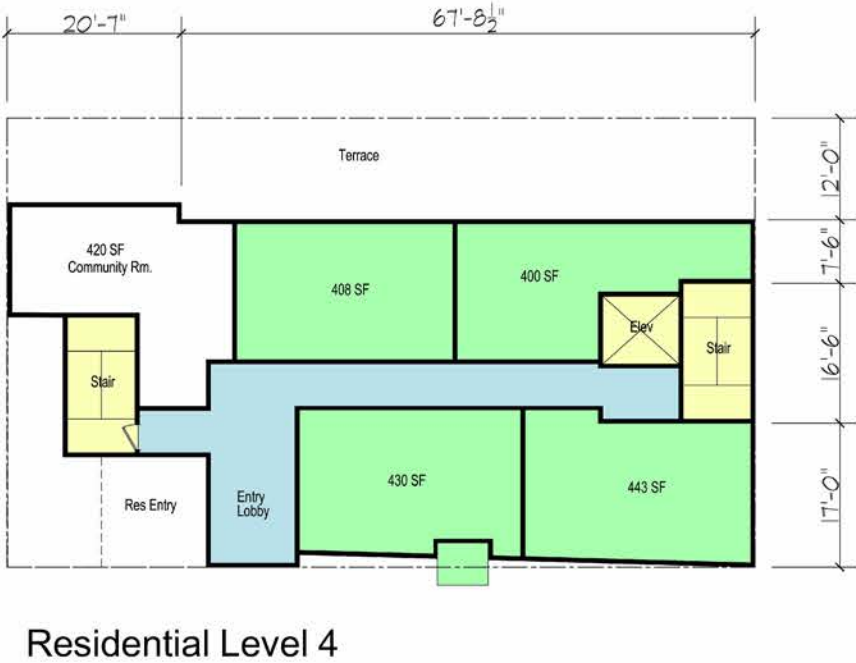 20'-7"
67'-8½"
Terrace
12'-0"
420 SF
Community Rm.
7'-6"
408 SF
400 SF
Elev
Stair
16'-6"
Stair
430 SF
443 SF
Entry
Lobby
Res Entry
17'-0"
Residential Level 4